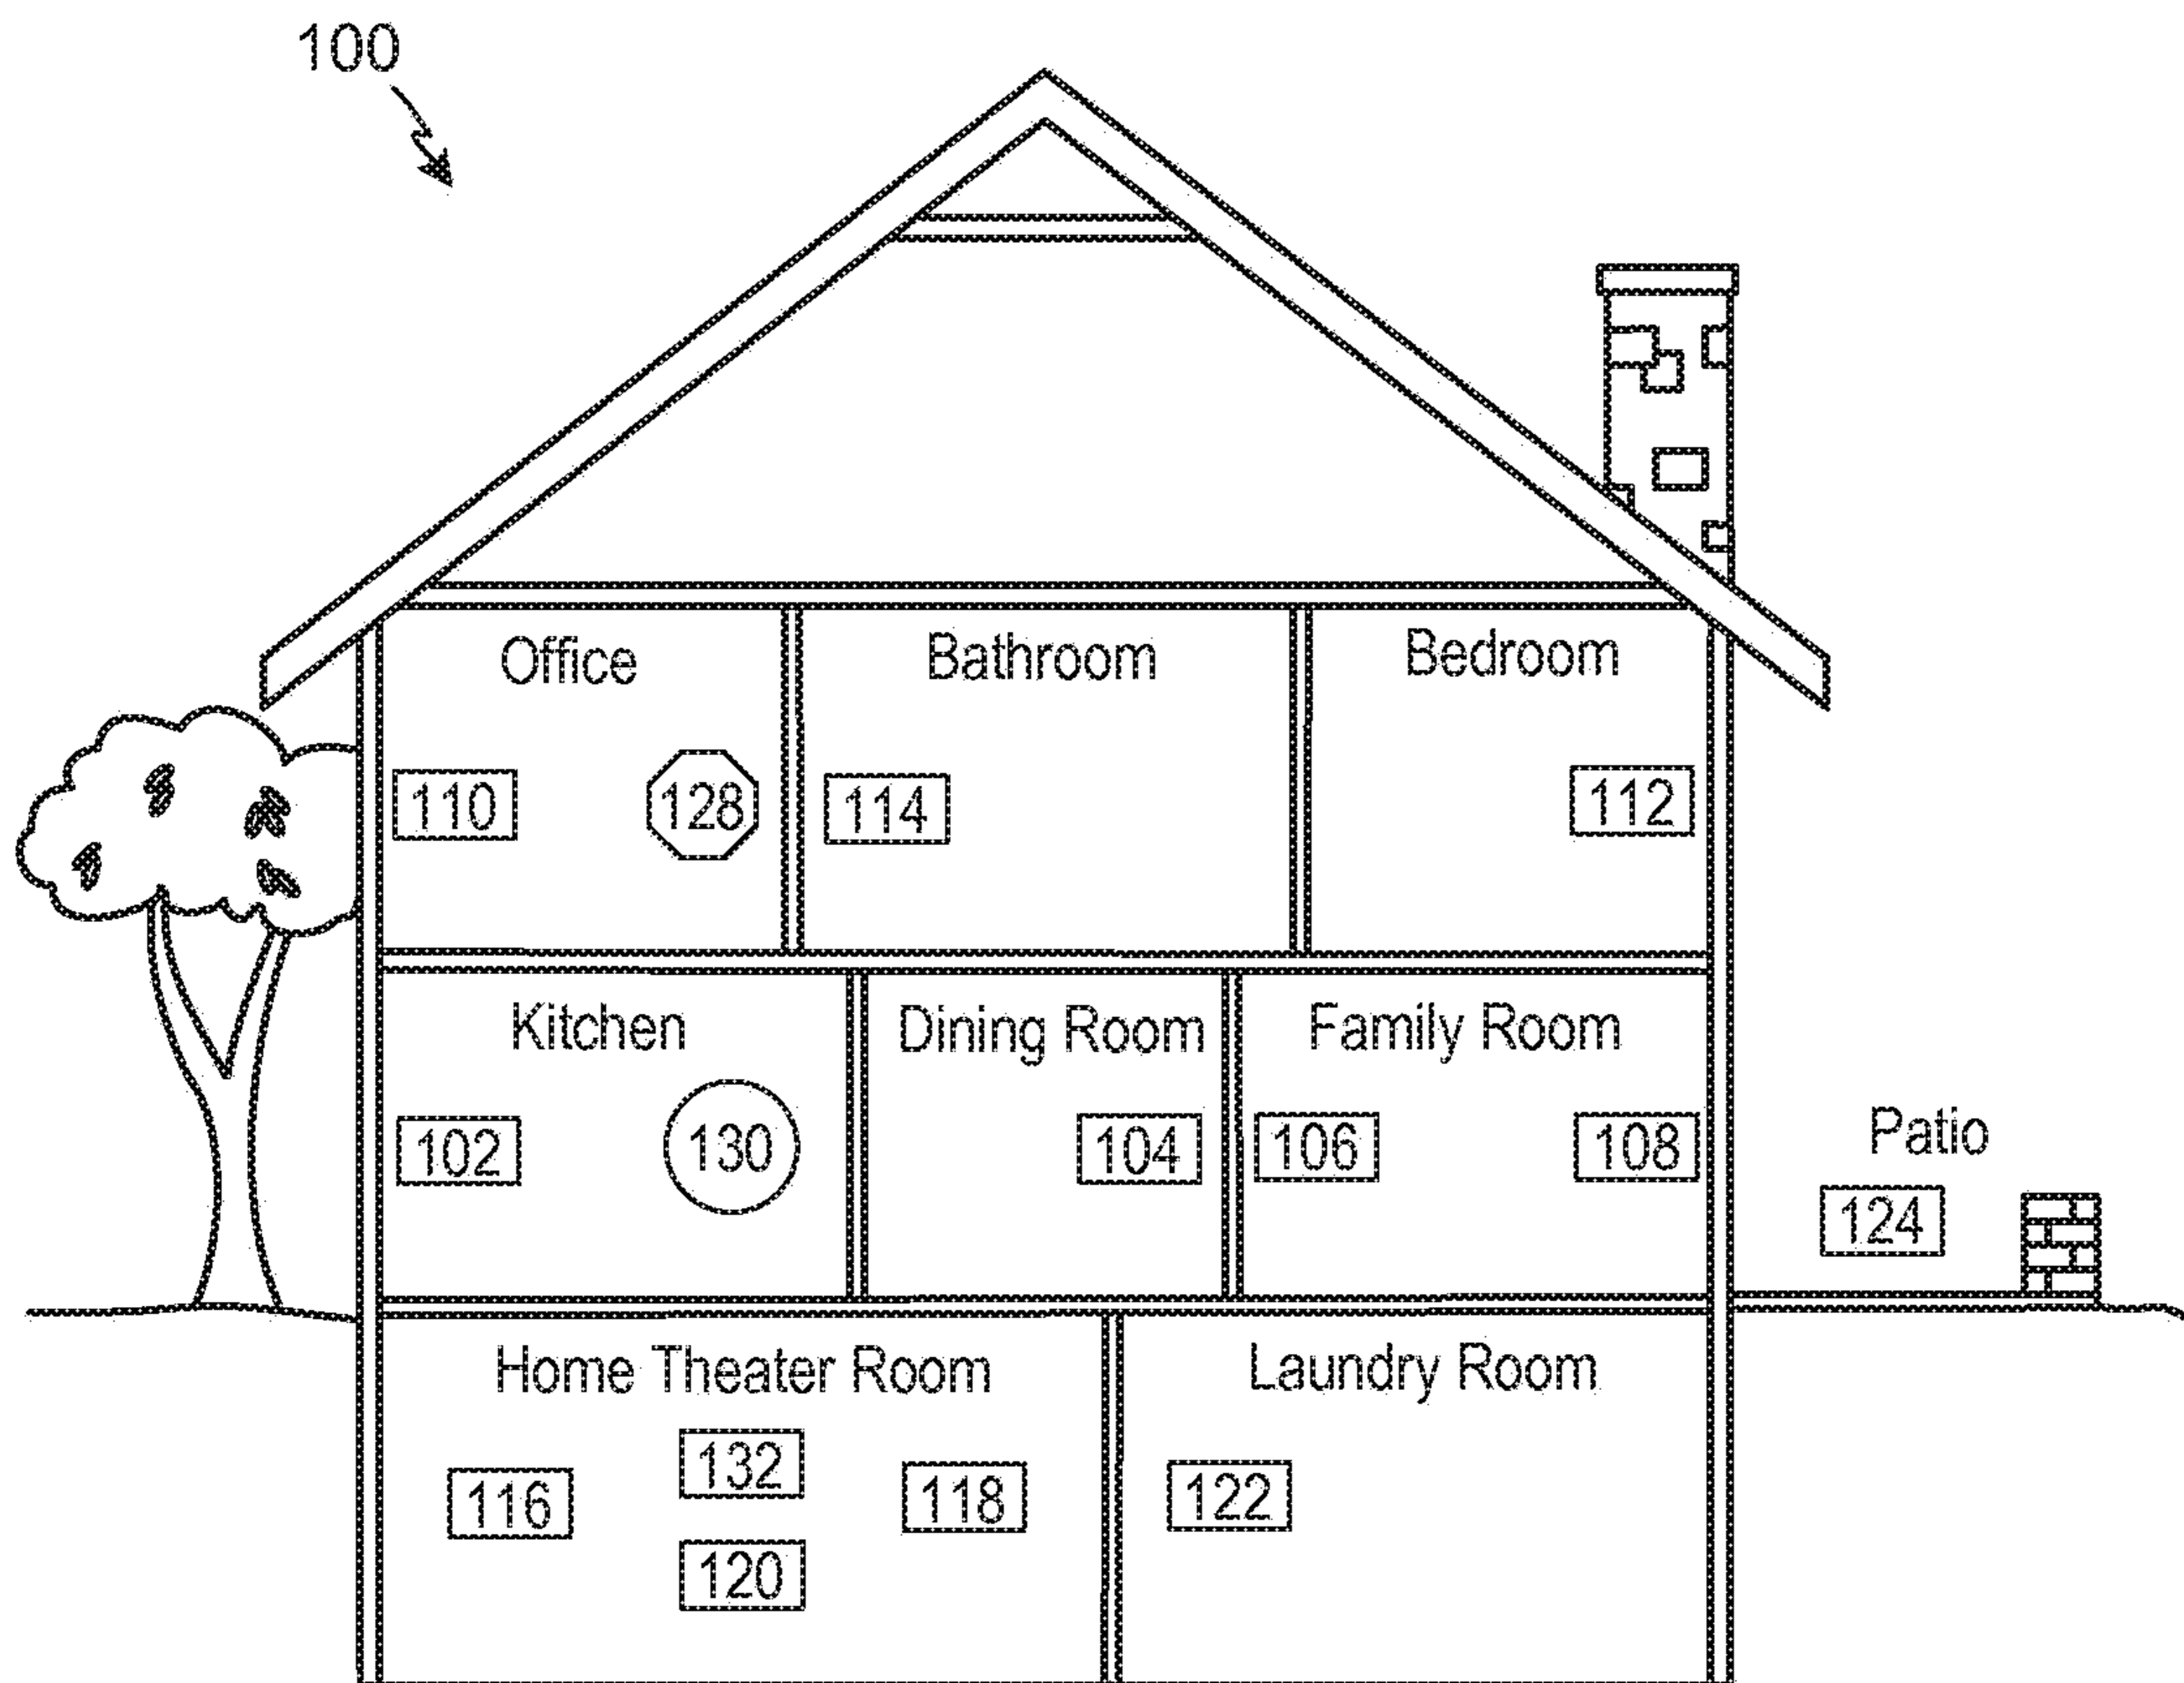 100
Office Bathroom Bedroom
110 128 114 112
Kitchen Dining Room Family Room
102 130 104 106 108
Patio
124
Home Theater Room Laundry Room
132
116 118 122
120